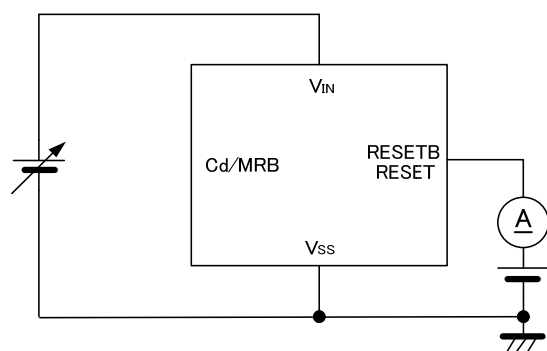 VIN
Cd/MRB
RESETB
RESET
A
VSS